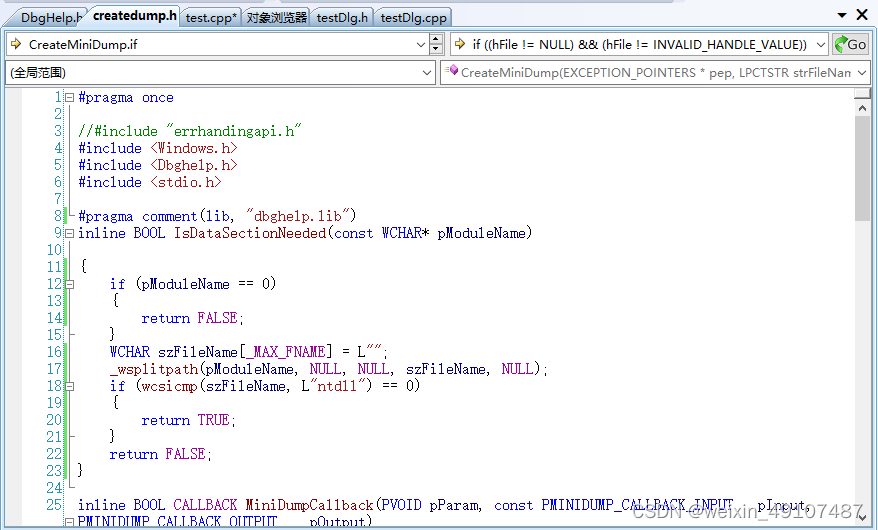 DbgHelp.h createdump.h test.cpp* 对象浏览器 testDlg.h testDlg.cpp
CreateMiniDump.if if ((hFile != NULL) && (hFile != INVALID_HANDLE_VALUE)) Go
(全局范围) CreateMiniDump(EXCEPTION_POINTERS * pep, LPCTSTR strFileNam
1 #pragma once
2
3 //#include "errhandingapi.h"
4 #include <Windows.h>
5 #include <Dbghelp.h>
6 #include <stdio.h>
7
8 #pragma comment(lib, "dbghelp.lib")
9 inline BOOL IsDataSectionNeeded(const WCHAR* pModuleName)
10
11 {
12 if (pModuleName == 0)
13 {
14 return FALSE;
15 }
16 WCHAR szFileName[_MAX_FNAME] = L"";
17 _wsplitpath(pModuleName, NULL, NULL, szFileName, NULL);
18 if (wcsicmp(szFileName, L"ntdll") == 0)
19 {
20 return TRUE;
21 }
22 return FALSE;
23 }
24
25 inline BOOL CALLBACK MiniDumpCallback(PVOID pParam, const PMINIDUMP_CALLBACK_INPUT pInput,
PMINIDUMP_CALLBACK_OUTPUT pOutput)
CSDN @weixin_49107487